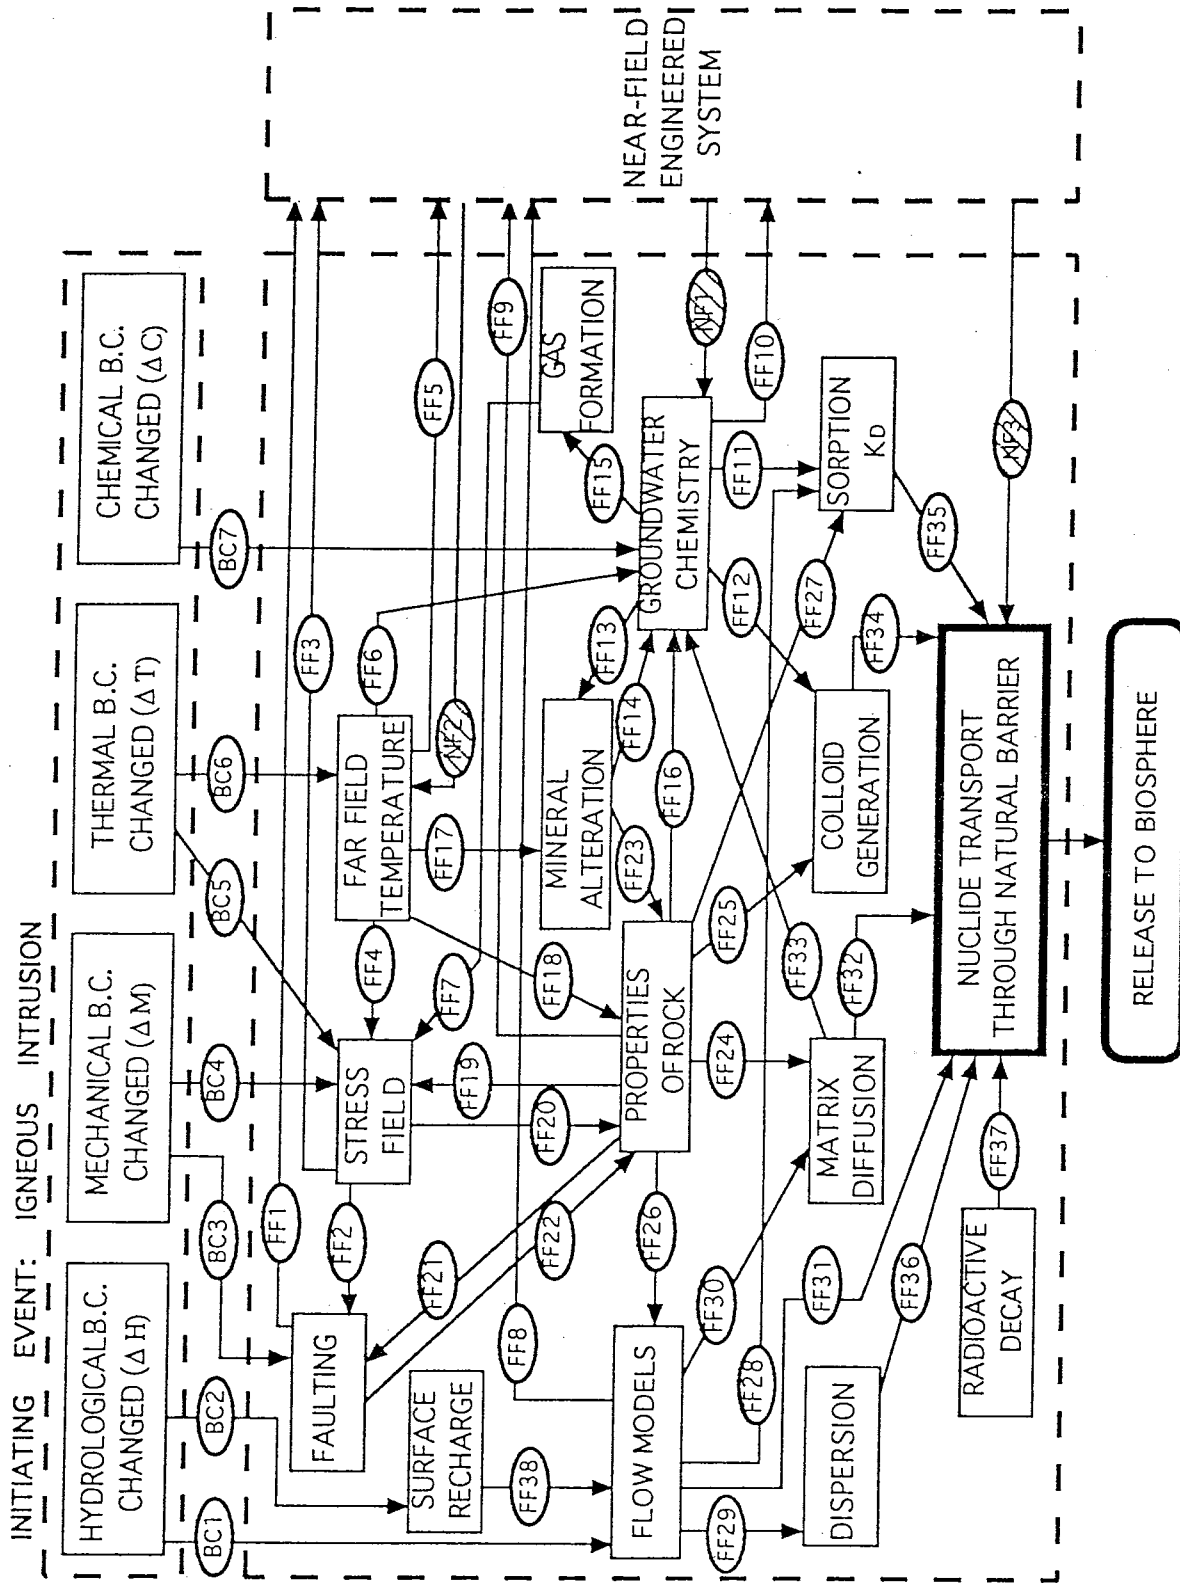 INITIATING EVENT: IGNEOUS INTRUSION
HYDROLOGICAL B.C.
CHANGED (Δ H)
MECHANICAL B.C.
CHANGED (Δ M)
THERMAL B.C.
CHANGED (Δ T)
CHEMICAL B.C.
CHANGED (Δ C)
BC1
BC2
BC3
BC4
BC5
BC6
BC7
FF1
FF3
FAULTING
FF2
STRESS
FIELD
FF4
FAR FIELD
TEMPERATURE
FF6
FF5
SURFACE
RECHARGE
FF21
FF7
FF17
NF2
FF38
FF8
FF22
FF20
FF19
FF18
FF9
GAS
FORMATION
MINERAL
ALTERATION
FF13
FF15
FF14
FF23
FLOW MODELS
FF26
PROPERTIES
OF ROCK
FF16
GROUNDWATER
CHEMISTRY
NF1
FF10
NEAR-FIELD
ENGINEERED
SYSTEM
FF29
FF28
FF30
FF24
FF25
FF12
FF11
FF27
FF33
DISPERSION
FF31
MATRIX
DIFFUSION
FF32
COLLOID
GENERATION
FF34
SORPTION
KD
FF35
NF3
FF36
RADIOACTIVE
DECAY
FF37
NUCLIDE TRANSPORT
THROUGH NATURAL BARRIER
RELEASE TO BIOSPHERE